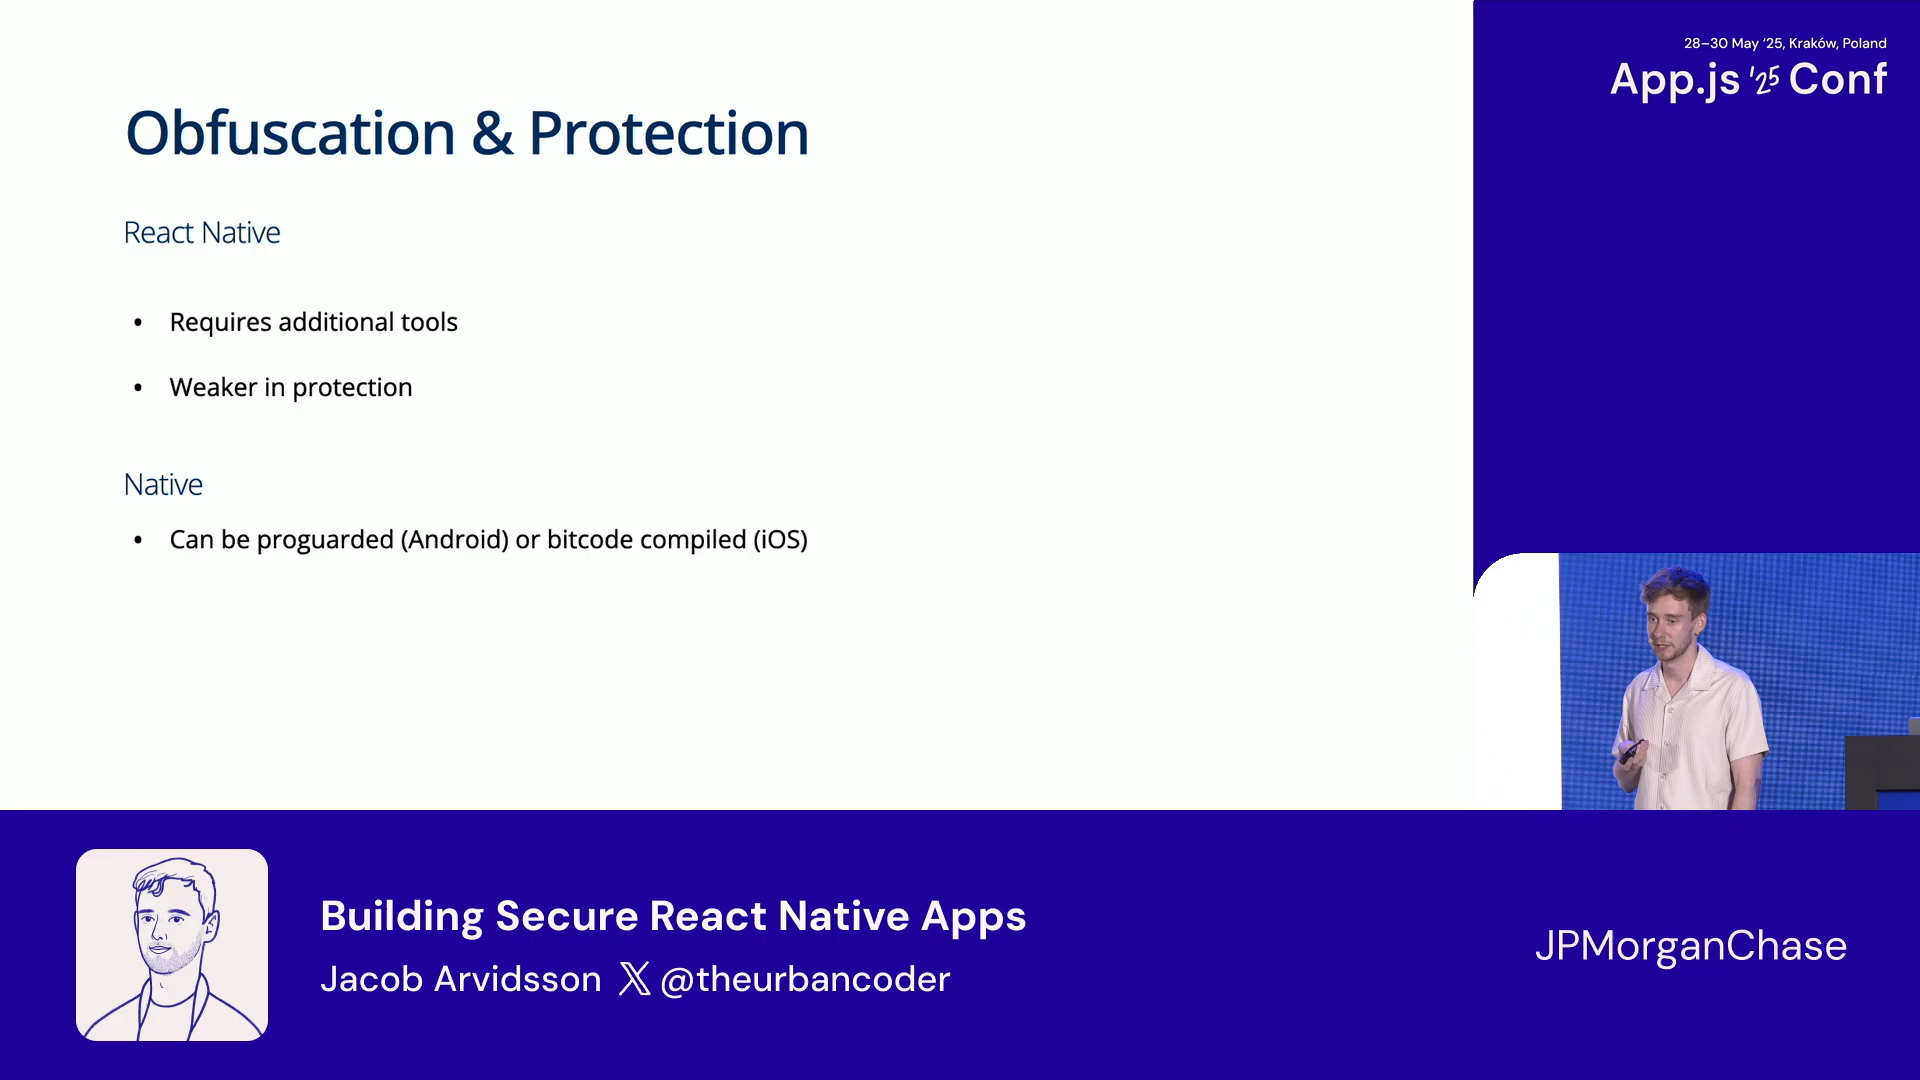 Obfuscation & Protection
React Native
• Requires additional tools
• Weaker in protection
Native
• Can be proguarded (Android) or bitcode compiled (iOS)
28–30 May ‘25, Kraków, Poland
App.js '25 Conf
Building Secure React Native Apps
Jacob Arvidsson 𝕏 @theurbancoder
JPMorganChase